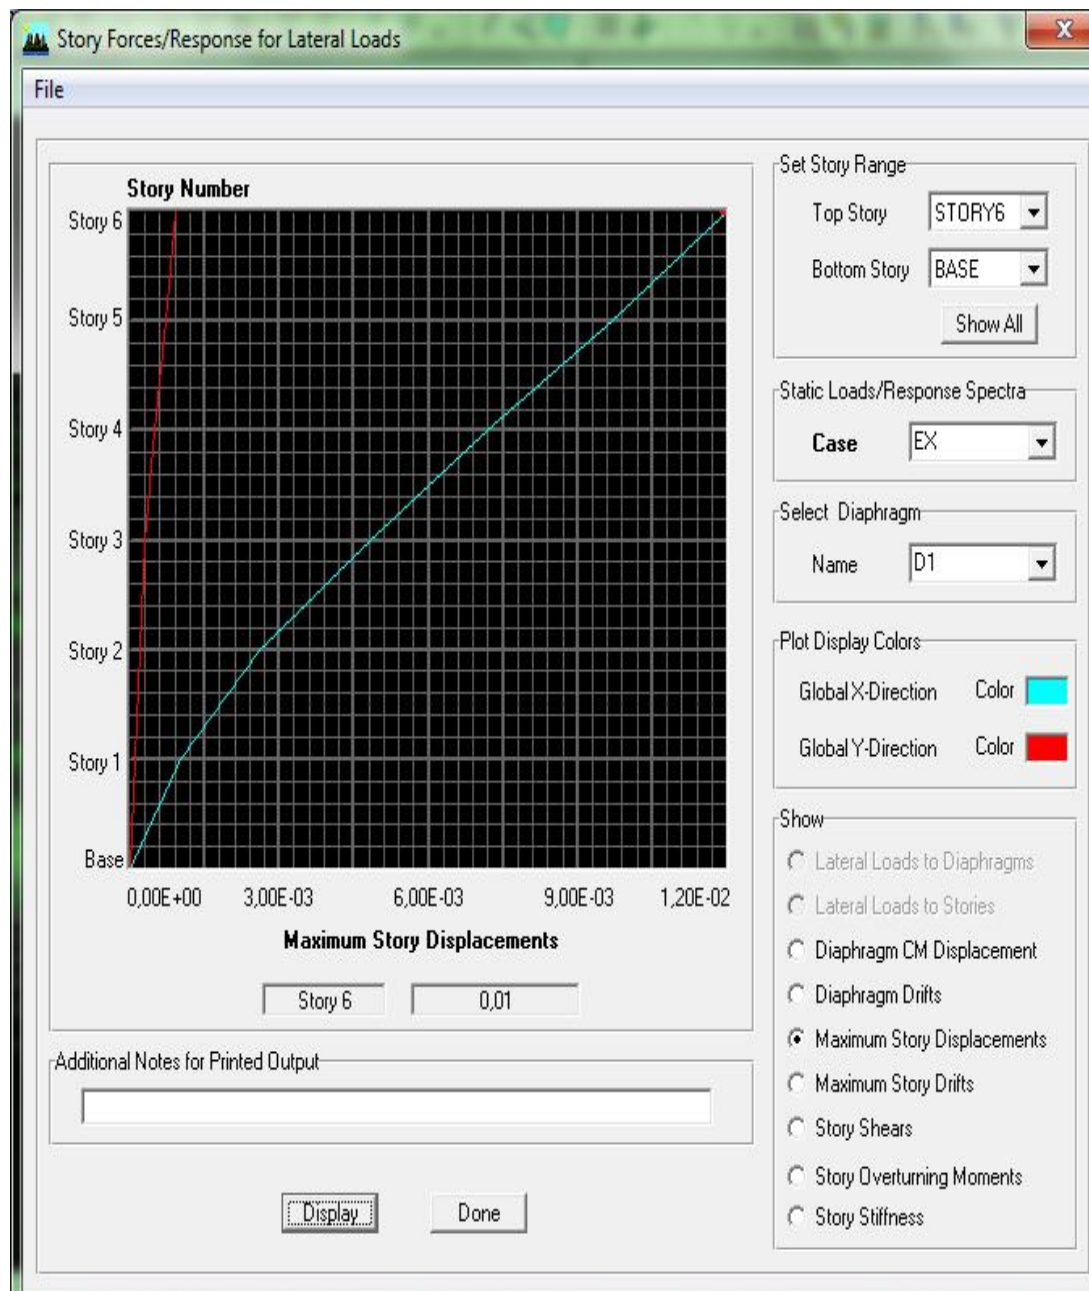 Story Forces/Response for Lateral Loads
X
File
Story Number
Story 6
Story 5
Story 4
Story 3
Story 2
Story 1
Base
0,00E+00 3,00E-03 6,00E-03 9,00E-03 1,20E-02
Maximum Story Displacements
Story 6 0,01
Additional Notes for Printed Output
Display Done
Set Story Range
Top Story STORY6
Bottom Story BASE
Show All
Static Loads/Response Spectra
Case EX
Select Diaphragm
Name D1
Plot Display Colors
Global X-Direction Color
Global Y-Direction Color
Show
Lateral Loads to Diaphragms
Lateral Loads to Stories
Diaphragm CM Displacement
Diaphragm Drifts
Maximum Story Displacements
Maximum Story Drifts
Story Shears
Story Overturning Moments
Story Stiffness